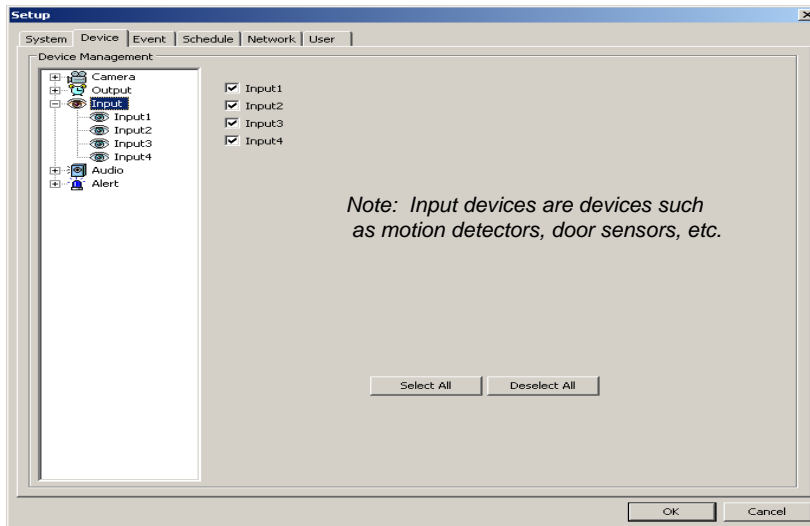 Setup
System Device Event Schedule Network User
Device Management
Camera
Output
Input
Input1
Input2
Input3
Input4
Audio
Alert
Input1
Input2
Input3
Input4
Note: Input devices are devices such
as motion detectors, door sensors, etc.
Select All Deselect All
OK Cancel